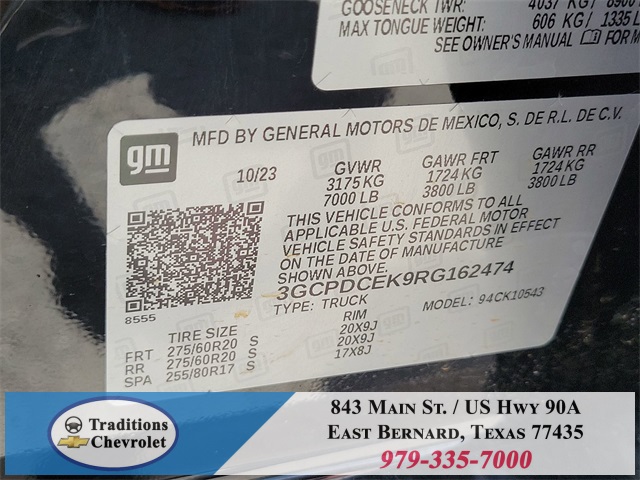 GOOSENECK TWR: 4037 KG/ 8900
MAX TONGUE WEIGHT: 606 KG/ 1335 L
SEE OWNER'S MANUAL FOR M
gm
MFD BY GENERAL MOTORS DE MEXICO, S. DE R.L. DE C.V.
10/23 GVWR GAWR FRT GAWR RR
3175 KG 1724 KG 1724 KG
7000 LB 3800 LB 3800 LB
THIS VEHICLE CONFORMS TO ALL
APPLICABLE U.S. FEDERAL MOTOR
VEHICLE SAFETY STANDARDS IN EFFECT
ON THE DATE OF MANUFACTURE
SHOWN ABOVE.
3GCPDCEK9RG162474
8555
TYPE: TRUCK MODEL: 94CK10543
TIRE SIZE RIM
FRT 275/60R20 S 20X9J
RR 275/60R20 S 20X9J
SPA 255/80R17 S 17X8J
Traditions
Chevrolet
843 Main St. / US Hwy 90A
East Bernard, Texas 77435
979-335-7000